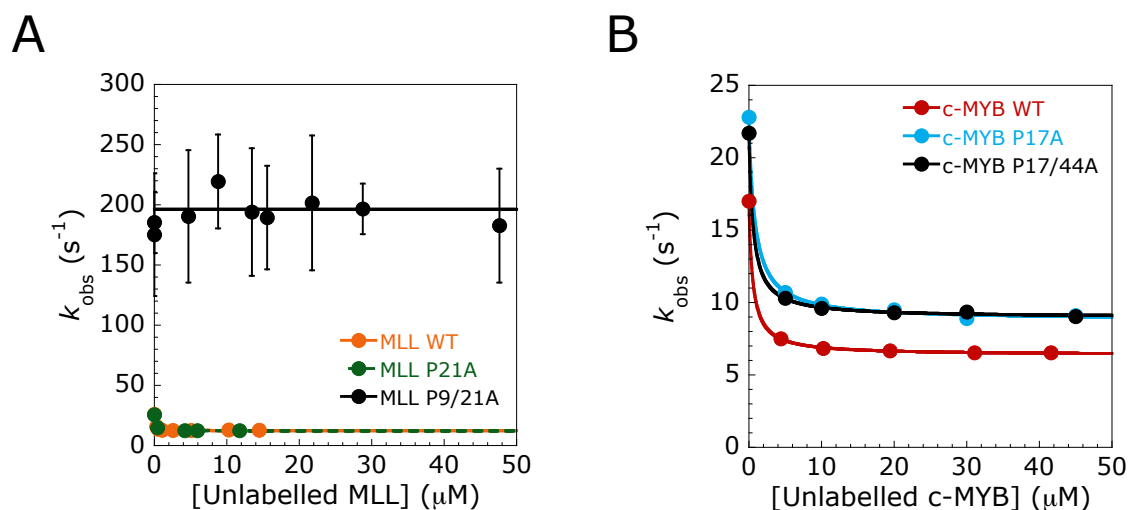 A
300
250
200
150
100
50
0
k_obs (s⁻¹)
MLL WT
MLL P21A
MLL P9/21A
0 10 20 30 40 50
[Unlabelled MLL] (μM)
B
25
20
15
10
5
0
k_obs (s⁻¹)
c-MYB WT
c-MYB P17A
c-MYB P17/44A
0 10 20 30 40 50
[Unlabelled c-MYB] (μM)